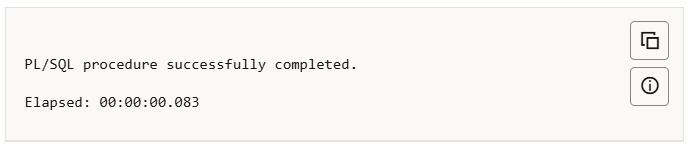 PL/SQL procedure successfully completed.
Elapsed: 00:00:00.083